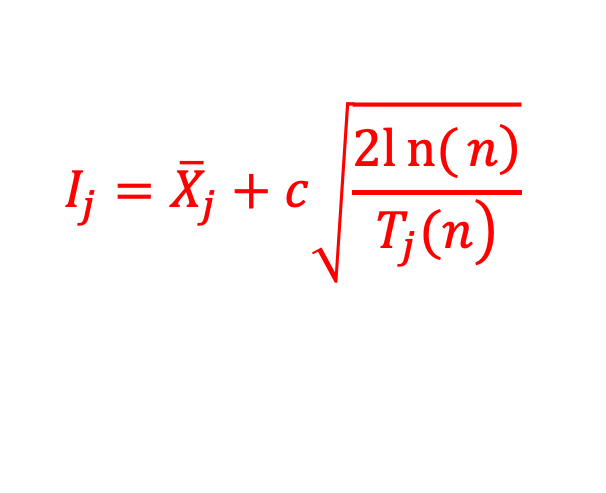 I_j = X̄_j + c √(2ln(n) / T_j(n))